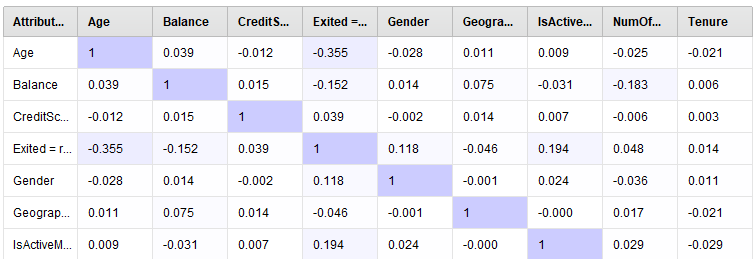 Attribut... Age Balance CreditS... Exited =... Gender Geogra... IsActive... NumOf... Tenure
Age 1 0.039 -0.012 -0.355 -0.028 0.011 0.009 -0.025 -0.021
Balance 0.039 1 0.015 -0.152 0.014 0.075 -0.031 -0.183 0.006
CreditSc... -0.012 0.015 1 0.039 -0.002 0.014 0.007 -0.006 0.003
Exited = r... -0.355 -0.152 0.039 1 0.118 -0.046 0.194 0.048 0.014
Gender -0.028 0.014 -0.002 0.118 1 -0.001 0.024 -0.036 0.011
Geograp... 0.011 0.075 0.014 -0.046 -0.001 1 -0.000 0.017 -0.021
IsActiveM... 0.009 -0.031 0.007 0.194 0.024 -0.000 1 0.029 -0.029